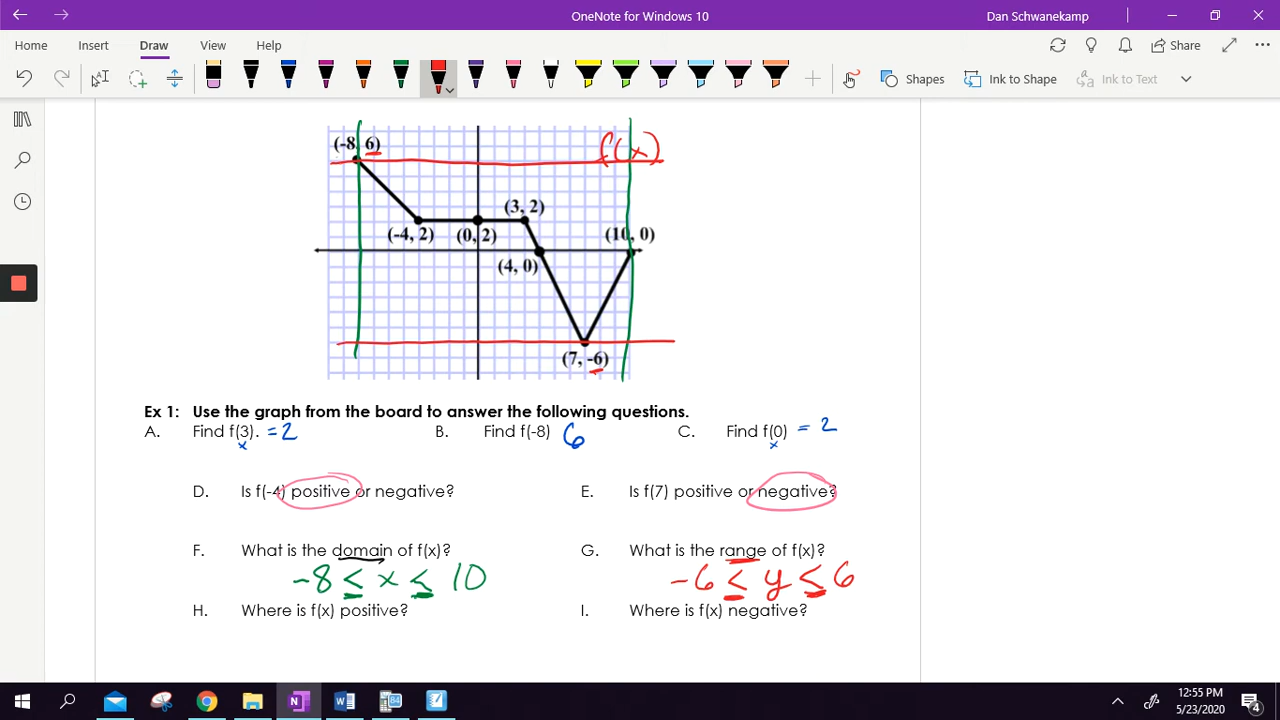 OneNote for Windows 10
Dan Schwanekamp
Home Insert Draw View Help
Share
Shapes Ink to Shape Ink to Text
(-8, 6) f(x)
(3, 2)
(-4, 2) (0, 2) (10, 0)
(4, 0)
(7, -6)
Ex 1: Use the graph from the board to answer the following questions.
A. Find f(3). = 2 B. Find f(-8) 6 C. Find f(0) = 2
x x
D. Is f(-4) positive or negative? E. Is f(7) positive or negative?
F. What is the domain of f(x)? G. What is the range of f(x)?
-8 ≤ x ≤ 10 -6 ≤ y ≤ 6
H. Where is f(x) positive? I. Where is f(x) negative?
12:55 PM
5/23/2020
4